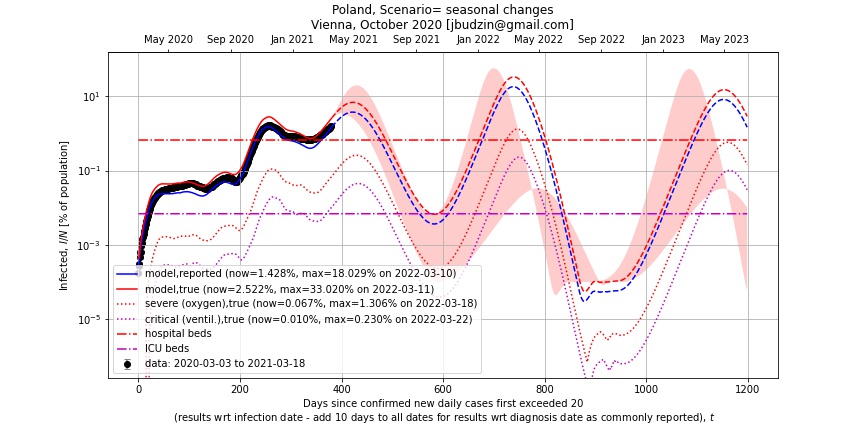 Poland, Scenario= seasonal changes
Vienna, October 2020 [jbudzin@gmail.com]
May 2020 Sep 2020 Jan 2021 May 2021 Sep 2021 Jan 2022 May 2022 Sep 2022 Jan 2023 May 2023
Infected, I/N [% of population]
10¹
10⁻¹
10⁻³
10⁻⁵
model,reported (now=1.428%, max=18.029% on 2022-03-10)
model,true (now=2.522%, max=33.020% on 2022-03-11)
severe (oxygen),true (now=0.067%, max=1.306% on 2022-03-18)
critical (ventil.),true (now=0.010%, max=0.230% on 2022-03-22)
hospital beds
ICU beds
data: 2020-03-03 to 2021-03-18
0 200 400 600 800 1000 1200
Days since confirmed new daily cases first exceeded 20
(results wrt infection date - add 10 days to all dates for results wrt diagnosis date as commonly reported), t